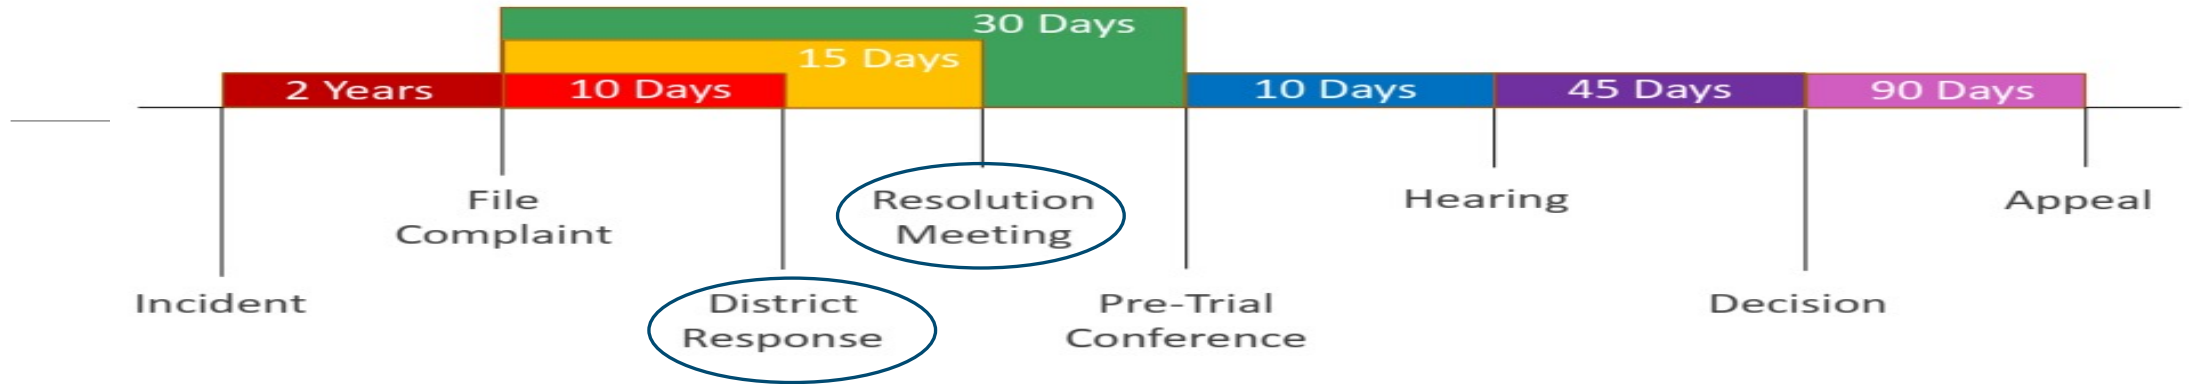 30 Days
15 Days
2 Years
10 Days
10 Days
45 Days
90 Days
File
Complaint
Resolution
Meeting
Hearing
Appeal
Incident
District
Response
Pre-Trial
Conference
Decision